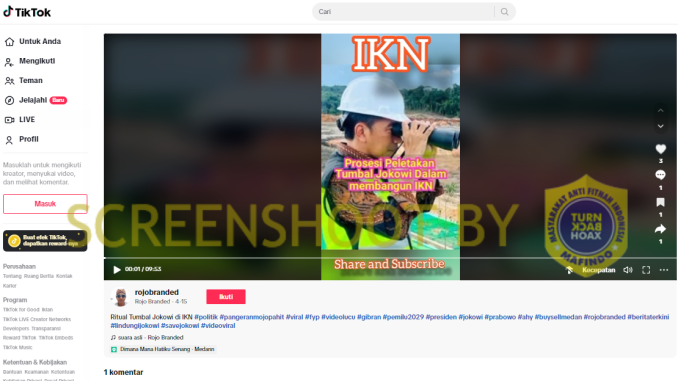 TikTok
Cari
Untuk Anda
Mengikuti
Teman
Jelajahi Baru
LIVE
Profil
Masuklah untuk mengikuti
kreator, menyukai video,
dan melihat komentar.
Masuk
Buat efek TikTok,
dapatkan reward-nya
Perusahaan
Tentang Ruang Berita Kontak
Karier
Program
TikTok for Good Iklan
TikTok LIVE Creator Networks
Developers Transparansi
Reward TikTok TikTok Embeds
TikTok Music
Ketentuan & Kebijakan
Bantuan Keamanan Ketentuan
IKN
Prosesi Peletakan
Tumbal Jokowi Dalam
membangun IKN
Share and Subscribe
SCREENSHOOT BY
MASYARAKAT ANTI FITNAH INDONESIA
TURN
BACK
HOAX
MAFINDO
3
1
1
1
00:01 / 09:53
Kecepatan
rojobranded
Rojo Branded · 4-15
Ikuti
Ritual Tumbal Jokowi di IKN #politik #pangeranmojopahit #viral #fyp #videolucu #gibran #pemilu2029 #presiden #jokowi #prabowo #ahy #buysellmedan #rojobranded #beritaterkini
#lindungijokowi #savejokowi #videoviral
suara asli - Rojo Branded
Dimana Mana Hatiku Senang · Medann
1 komentar